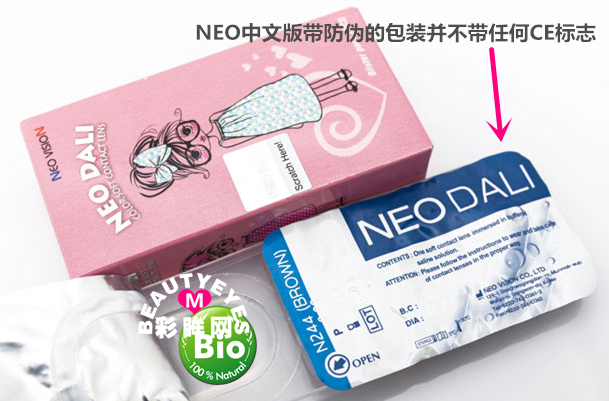 NEO中文版带防伪的包装并不带任何CE标志
NEO VISION
NEO DALI
COLOR SOFT CONTACT LENS
Scratch Here!
Blister
NEO DALI
CONTENTS : One soft contact lens immersed in buffered
saline solution.
ATTENTION : Please follow the instructions to wear and take care
of contact lenses in the proper way.
N244 (BROWN)
P
LOT
B.C :
DIA :
STERILE
NEO VISION CO., LTD.
OPEN
BEAUTYEYES
M
彩眸网
Bio
100% Natural